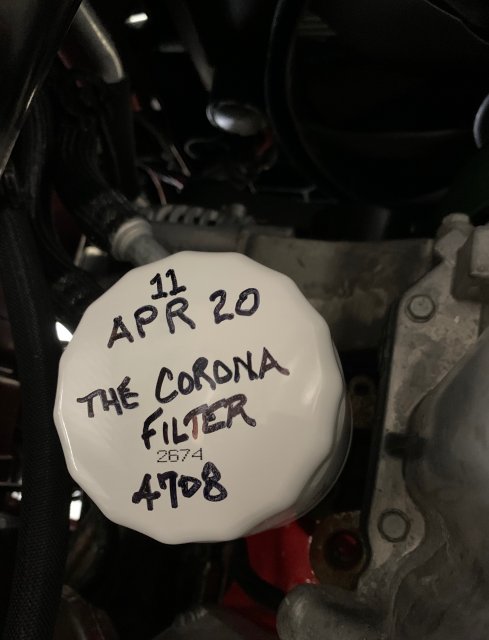 11
APR 20
THE CORONA
FILTER
2674
4708